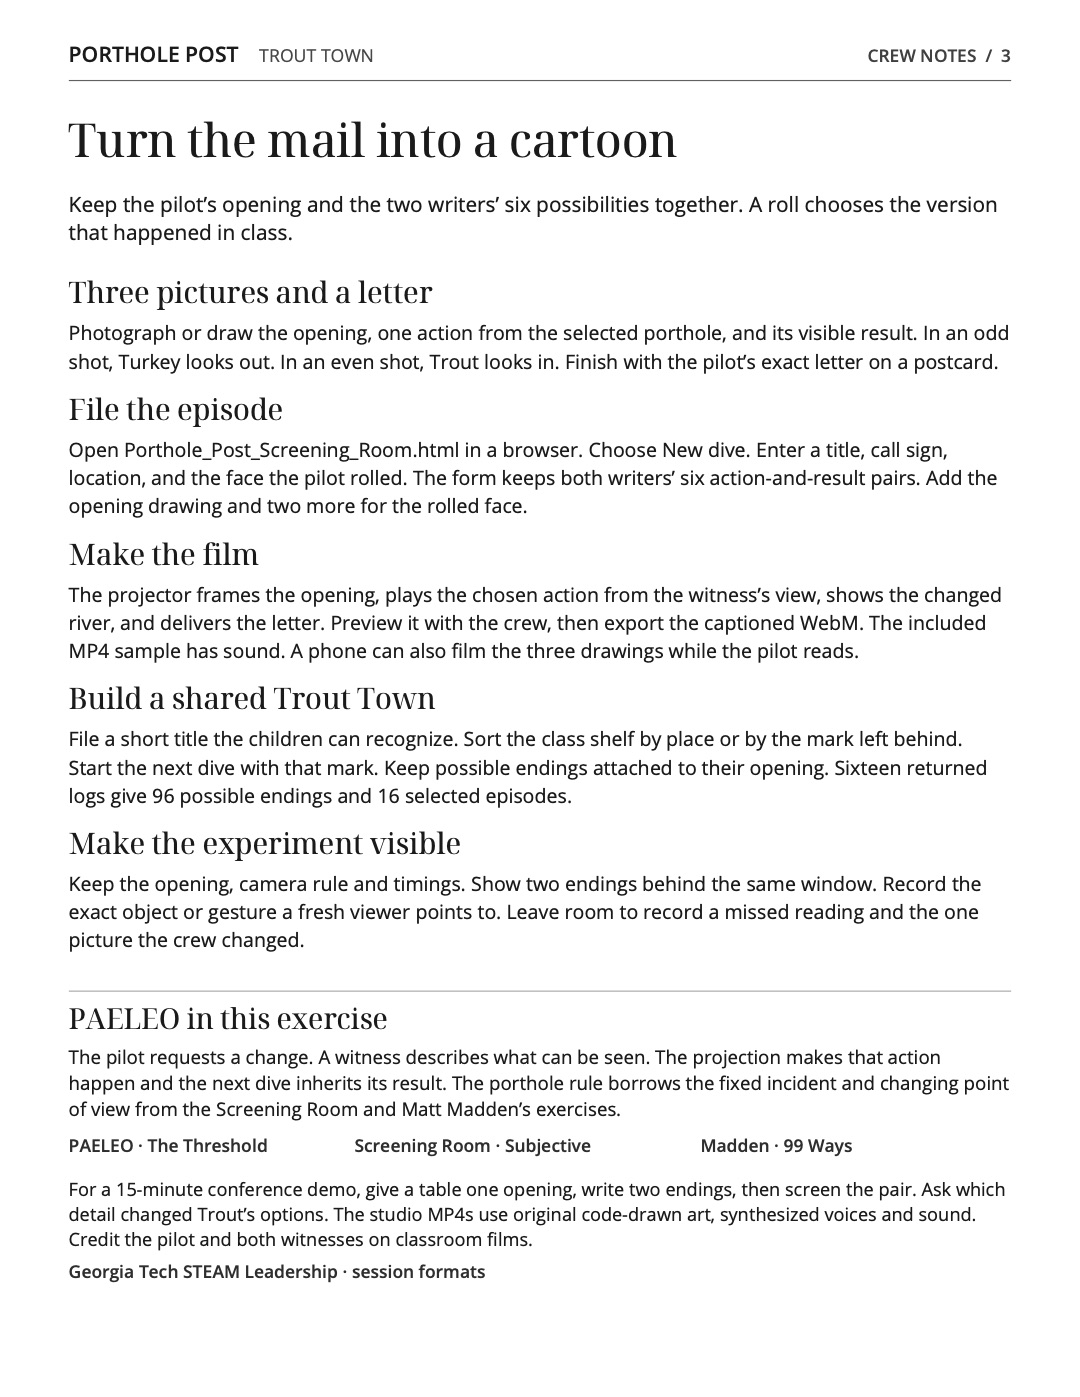 PORTHOLE POST TROUT TOWN CREW NOTES / 3
Turn the mail into a cartoon
Keep the pilot’s opening and the two writers’ six possibilities together. A roll chooses the version
that happened in class.
Three pictures and a letter
Photograph or draw the opening, one action from the selected porthole, and its visible result. In an odd
shot, Turkey looks out. In an even shot, Trout looks in. Finish with the pilot’s exact letter on a postcard.
File the episode
Open Porthole_Post_Screening_Room.html in a browser. Choose New dive. Enter a title, call sign,
location, and the face the pilot rolled. The form keeps both writers’ six action-and-result pairs. Add the
opening drawing and two more for the rolled face.
Make the film
The projector frames the opening, plays the chosen action from the witness’s view, shows the changed
river, and delivers the letter. Preview it with the crew, then export the captioned WebM. The included
MP4 sample has sound. A phone can also film the three drawings while the pilot reads.
Build a shared Trout Town
File a short title the children can recognize. Sort the class shelf by place or by the mark left behind.
Start the next dive with that mark. Keep possible endings attached to their opening. Sixteen returned
logs give 96 possible endings and 16 selected episodes.
Make the experiment visible
Keep the opening, camera rule and timings. Show two endings behind the same window. Record the
exact object or gesture a fresh viewer points to. Leave room to record a missed reading and the one
picture the crew changed.
PAELEO in this exercise
The pilot requests a change. A witness describes what can be seen. The projection makes that action
happen and the next dive inherits its result. The porthole rule borrows the fixed incident and changing point
of view from the Screening Room and Matt Madden’s exercises.
PAELEO · The Threshold Screening Room · Subjective Madden · 99 Ways
For a 15-minute conference demo, give a table one opening, write two endings, then screen the pair. Ask which
detail changed Trout’s options. The studio MP4s use original code-drawn art, synthesized voices and sound.
Credit the pilot and both witnesses on classroom films.
Georgia Tech STEAM Leadership · session formats